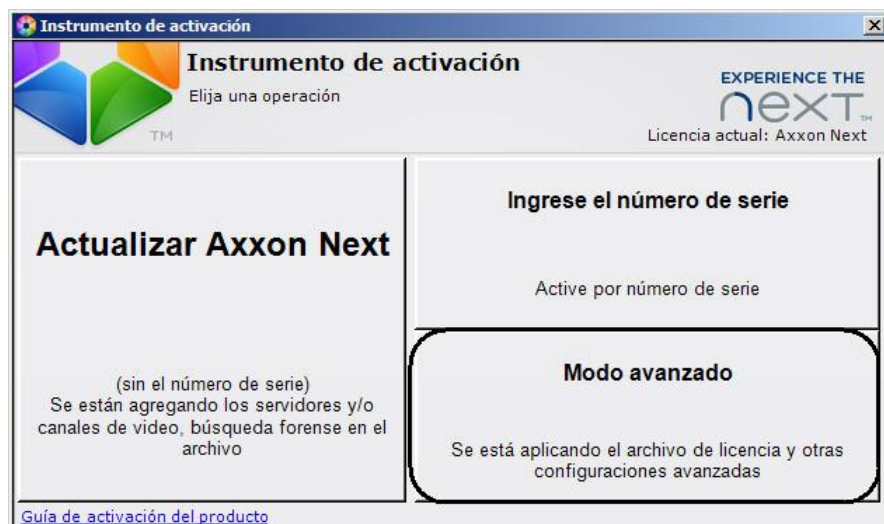 Instrumento de activación
Instrumento de activación
Elija una operación
EXPERIENCE THE
next™
Licencia actual: Axxon Next
TM
Actualizar Axxon Next
(sin el número de serie)
Se están agregando los servidores y/o
canales de video, búsqueda forense en el
archivo
Ingrese el número de serie
Active por número de serie
Modo avanzado
Se está aplicando el archivo de licencia y otras
configuraciones avanzadas
Guía de activación del producto